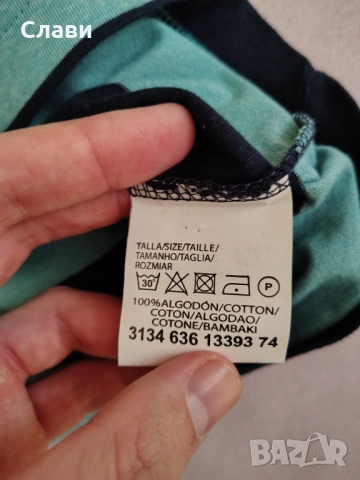 Слави
TALLA/SIZE/TAILLE/
TAMANHO/TAGLIA/
ROZMIAR
30
P
100%ALGODÓN/COTTON/
COTON/ALGODAO/
COTONE/BAMBAKI
3134 636 13393 74
BAZAR